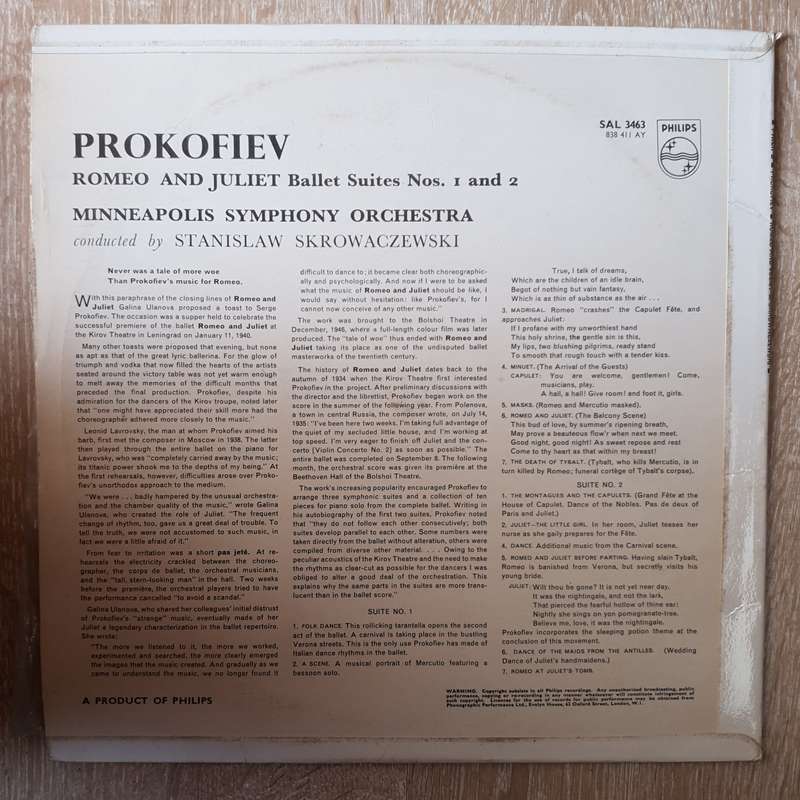 SAL 3463
838 411 AY
PHILIPS
PROKOFIEV
ROMEO AND JULIET Ballet Suites Nos. 1 and 2
MINNEAPOLIS SYMPHONY ORCHESTRA
conducted by STANISLAW SKROWACZEWSKI
Never was a tale of more woe
Than Prokofiev's music for Romeo.
With this paraphrase of the closing lines of Romeo and
Juliet Galina Ulanova proposed a toast to Serge
Prokofiev. The occasion was a supper held to celebrate the
successful premiere of the ballet Romeo and Juliet at
the Kirov Theatre in Leningrad on January 11, 1940.
Many other toasts were proposed that evening, but none
as apt as that of the great lyric ballerina. For the glow of
triumph and vodka that now filled the hearts of the artists
seated around the savory table was not yet warm enough
to melt away the memories of the difficult months that
preceded the final production. Prokofiev, despite his
admiration for the dances of the Kirov troupe, noted later
that "one might have appreciated their skill more had the
choreographer adhered more closely to the music."
Leonid Lavrovsky, the man at whom Prokofiev aimed his
barb, first met the composer in Moscow in 1938. The latter
then played through the entire ballet on the piano for
Lavrovsky, who was "completely carried away by the music;
its titanic power shook me to the depths of my being." At
the first rehearsals, however, difficulties arose over Proko-
fiev's unorthodox approach to the medium.
"We were . . . badly hampered by the unusual orchestra-
tion and the chamber quality of the music," wrote Galina
Ulanova, who created the role of Juliet. "The frequent
change of rhythm, too, gave us a great deal of trouble. To
tell the truth, we were not accustomed to such music, in
fact we were a little afraid of it."
From fear to irritation was a short pas jeté. At re-
hearsals the electricity crackled between the choreo-
grapher, the corps de ballet, the orchestral musicians,
and the "tall, stern-looking man" in the hall. Two weeks
before the première, the orchestral players tried to have
the performance cancelled "to avoid a scandal."
Galina Ulanova, who shared her colleagues' initial distrust
of Prokofiev's "strange" music, eventually made of her
Juliet a legendary characterization in the ballet repertoire.
She wrote:
"The more we listened to it, the more we worked,
experimented and searched, the more clearly emerged
the images that the music created. And gradually as we
came to understand the music, we no longer found it
difficult to dance to; it became clear both choreographic-
ally and psychologically. And now if I were to be asked
what the music of Romeo and Juliet should be like, I
would say without hesitation: like Prokofiev's, for I
cannot now conceive of any other music."
The work was brought to the Bolshoi Theatre in
December, 1946, where a full-length colour film was later
produced. The "tale of woe" thus ended with Romeo and
Juliet taking its place as one of the undisputed ballet
masterworks of the twentieth century.
The history of Romeo and Juliet dates back to the
autumn of 1934 when the Kirov Theatre first interested
Prokofiev in the project. After preliminary discussions with
the director and the librettist, Prokofiev began work on the
score in the summer of the following year. From Polenova,
a town in central Russia, the composer wrote, on July 14,
1935: "I've been here two weeks. I'm taking full advantage of
the quiet of my secluded little house, and I'm working at
top speed. I'm very eager to finish off Juliet and the con-
certo [Violin Concerto No. 2] as soon as possible." The
entire ballet was completed on September 8. The following
month, the orchestral score was given its première at the
Beethoven Hall of the Bolshoi Theatre.
The work's increasing popularity encouraged Prokofiev to
arrange three symphonic suites and a collection of ten
pieces for piano solo from the complete ballet. Writing in
his autobiography of the first two suites, Prokofiev noted
that "they do not follow each other consecutively; both
suites develop parallel to each other. Some numbers were
taken directly from the ballet without alteration, others were
compiled from diverse other material. . . . Owing to the
peculiar acoustics of the Kirov Theatre and the need to make
the rhythms as clear-cut as possible for the dancers I was
obliged to alter a good deal of the orchestration. This
explains why the same parts in the suites are more trans-
lucent than in the ballet score."
SUITE NO. 1
1. FOLK DANCE. This rollicking tarantella opens the second
act of the ballet. A carnival is taking place in the bustling
Verona streets. This is the only use Prokofiev has made of
Italian dance rhythms in the ballet.
2. A SCENE. A musical portrait of Mercutio featuring a
bassoon solo.
True, I talk of dreams,
Which are the children of an idle brain,
Begot of nothing but vain fantasy,
Which is as thin of substance as the air . . .
3. MADRIGAL. Romeo "crashes" the Capulet Fête, and
approaches Juliet:
If I profane with my unworthiest hand
This holy shrine, the gentle sin is this,
My lips, two blushing pilgrims, ready stand
To smooth that rough touch with a tender kiss.
4. MINUET. (The Arrival of the Guests)
CAPULET: You are welcome, gentlemen! Come,
musicians, play.
A hall, a hall! Give room! and foot it, girls.
5. MASKS. (Romeo and Mercutio masked).
6. ROMEO AND JULIET. (The Belcony Scene)
This bud of love, by summer's ripening breath,
May prove a beauteous flow'r when next we meet.
Good night, good night! As sweet repose and rest
Come to thy heart as that within my breast!
7. THE DEATH OF TYBALT. (Tybalt, who kills Mercutio, is in
turn killed by Romeo; funeral cortège of Tybalt's corpse).
SUITE NO. 2
1. THE MONTAGUES AND THE CAPULETS. (Grand Fête at the
House of Capulet. Dance of the Nobles. Pas de deux of
Paris and Juliet.)
2. JULIET—THE LITTLE GIRL. In her room, Juliet teases her
nurse as she gaily prepares for the Fête.
4. DANCE. Additional music from the Carnival scene.
5. ROMEO AND JULIET BEFORE PARTING. Having slain Tybalt,
Romeo is banished from Verona, but secretly visits his
young bride.
JULIET: Wilt thou be gone? It is not yet near day.
It was the nightingale, and not the lark,
That pierced the fearful hollow of thine ear:
Nightly she sings on yon pomegranate-tree.
Believe me, love, it was the nightingale.
Prokofiev incorporates the sleeping potion theme at the
conclusion of this movement.
6. DANCE OF THE MAIDS FROM THE ANTILLES. (Wedding
Dance of Juliet's handmaidens.)
7. ROMEO AT JULIET'S TOMB.
A PRODUCT OF PHILIPS
WARNING. Copyright subsists in all Philips recordings. Any unauthorised broadcasting, public
performance, copying or re-recording in any manner whatsoever will constitute infringement of
such copyright. Licences for the use of records for public performance may be obtained from
Phonographic Performance Ltd., Evelyn House, 62 Oxford Street, London, W.1.